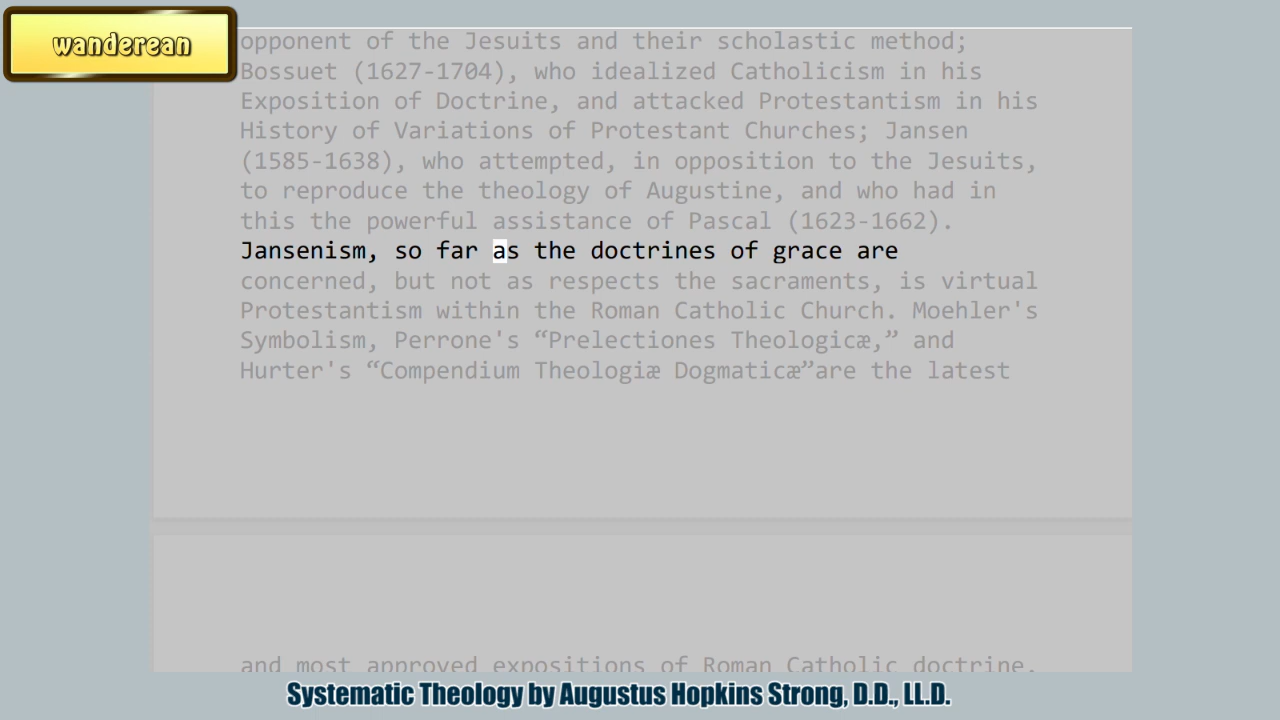 wanderean
opponent of the Jesuits and their scholastic method;
Bossuet (1627-1704), who idealized Catholicism in his
Exposition of Doctrine, and attacked Protestantism in his
History of Variations of Protestant Churches; Jansen
(1585-1638), who attempted, in opposition to the Jesuits,
to reproduce the theology of Augustine, and who had in
this the powerful assistance of Pascal (1623-1662).
Jansenism, so far as the doctrines of grace are
concerned, but not as respects the sacraments, is virtual
Protestantism within the Roman Catholic Church. Moehler's
Symbolism, Perrone's “Prelectiones Theologicæ,” and
Hurter's “Compendium Theologiæ Dogmaticæ”are the latest
and most approved expositions of Roman Catholic doctrine.
Systematic Theology by Augustus Hopkins Strong, D.D., LL.D.